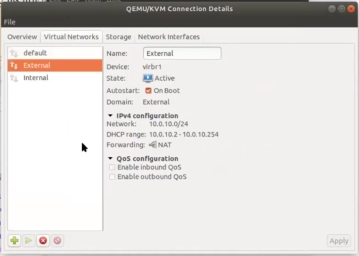 QEMU/KVM Connection Details
File
Overview Virtual Networks Storage Network Interfaces
default
External
Internal
Name: External
Device: virbr1
State: Active
Autostart: On Boot
Domain: External
IPv4 configuration
Network: 10.0.10.0/24
DHCP range: 10.0.10.2 - 10.0.10.254
Forwarding: NAT
QoS configuration
Enable inbound QoS
Enable outbound QoS
Apply